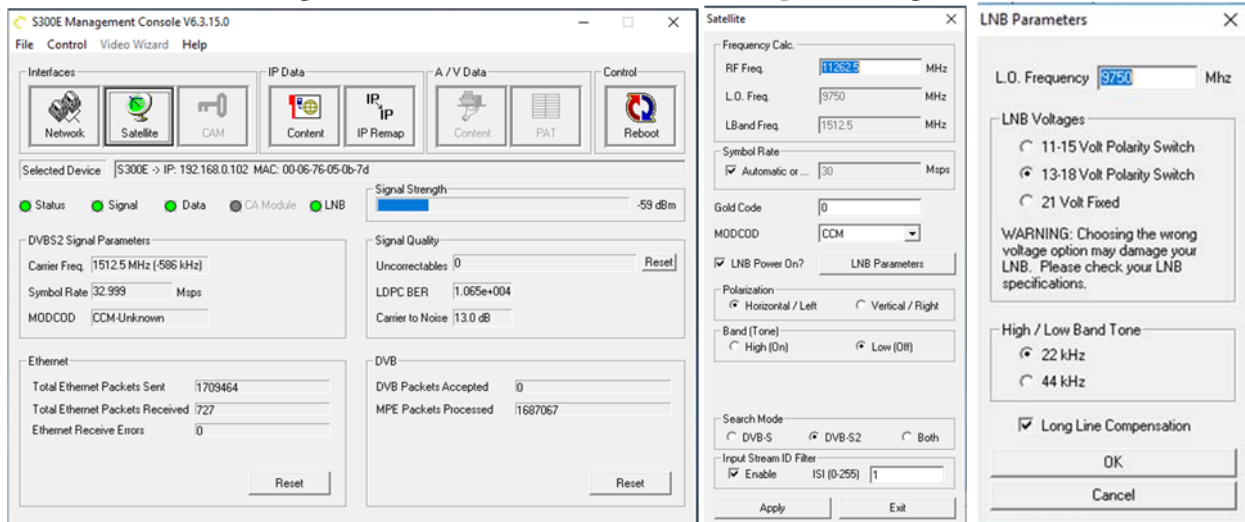 S300E Management Console V6.3.15.0
File Control Video Wizard Help
Interfaces
Network
Satellite
CAM
IP Data
Content
IP Remap
A / V Data
Content
PAT
Control
Reboot
Selected Device S300E -> IP: 192.168.0.102 MAC: 00-06-76-05-0b-7d
Status Signal Data CA Module LNB
Signal Strength
-59 dBm
DVBS2 Signal Parameters
Carrier Freq. 1512.5 MHz (-586 kHz)
Symbol Rate 32.999 Msps
MODCOD CCM-Unknown
Signal Quality
Uncorrectables 0 Reset
LDPC BER 1.065e+004
Carrier to Noise 13.0 dB
Ethernet
Total Ethernet Packets Sent 1709464
Total Ethernet Packets Received 727
Ethernet Receive Errors 0
Reset
DVB
DVB Packets Accepted 0
MPE Packets Processed 1687067
Reset
Satellite
Frequency Calc.
RF Freq. 11262.5 MHz
L.O. Freq. 9750 MHz
LBand Freq. 1512.5 MHz
Symbol Rate
Automatic or ... 30 Msps
Gold Code 0
MODCOD CCM
LNB Power On? LNB Parameters
Polarization
Horizontal / Left Vertical / Right
Band (Tone)
High (On) Low (Off)
Search Mode
DVB-S DVB-S2 Both
Input Stream ID Filter
Enable ISI (0-255) 1
Apply Exit
LNB Parameters
L.O. Frequency 9750 Mhz
LNB Voltages
11-15 Volt Polarity Switch
13-18 Volt Polarity Switch
21 Volt Fixed
WARNING: Choosing the wrong
voltage option may damage your
LNB. Please check your LNB
specifications.
High / Low Band Tone
22 kHz
44 kHz
Long Line Compensation
OK
Cancel